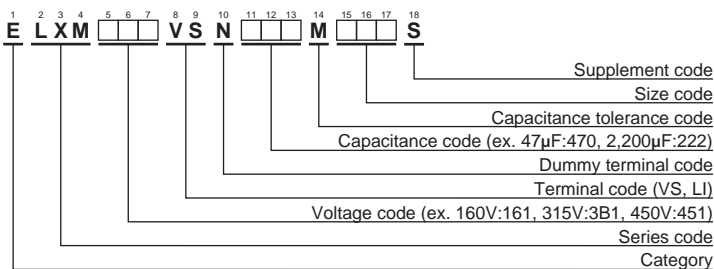 1 2 3 4 5 6 7 8 9 10 11 12 13 14 15 16 17 18
E L X M V S N M S
Supplement code
Size code
Capacitance tolerance code
Capacitance code (ex. 47μF:470, 2,200μF:222)
Dummy terminal code
Terminal code (VS, LI)
Voltage code (ex. 160V:161, 315V:3B1, 450V:451)
Series code
Category